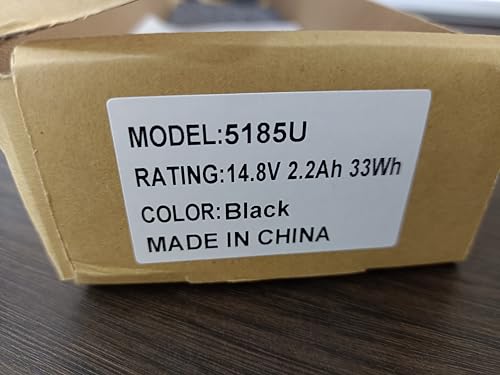 MODEL:5185U
RATING:14.8V 2.2Ah 33Wh
COLOR:Black
MADE IN CHINA